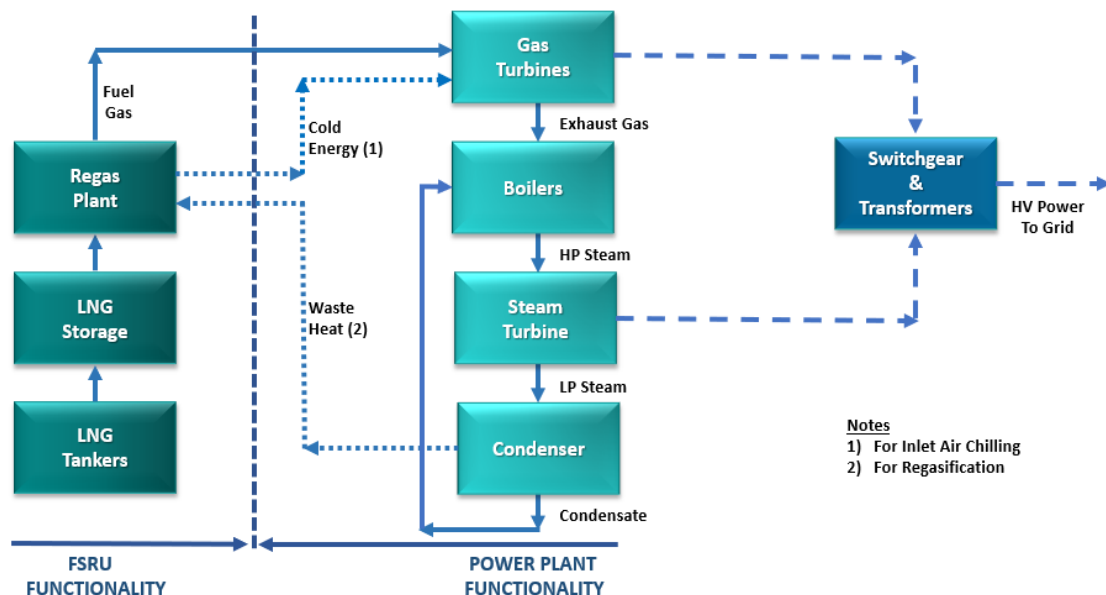 Gas
Turbines
Fuel
Gas
Cold
Energy (1)
Exhaust Gas
Regas
Plant
Boilers
Switchgear
&
Transformers
HV Power
To Grid
HP Steam
LNG
Storage
Waste
Heat (2)
Steam
Turbine
LP Steam
LNG
Tankers
Condenser
Notes
1) For Inlet Air Chilling
2) For Regasification
Condensate
FSRU
FUNCTIONALITY
POWER PLANT
FUNCTIONALITY